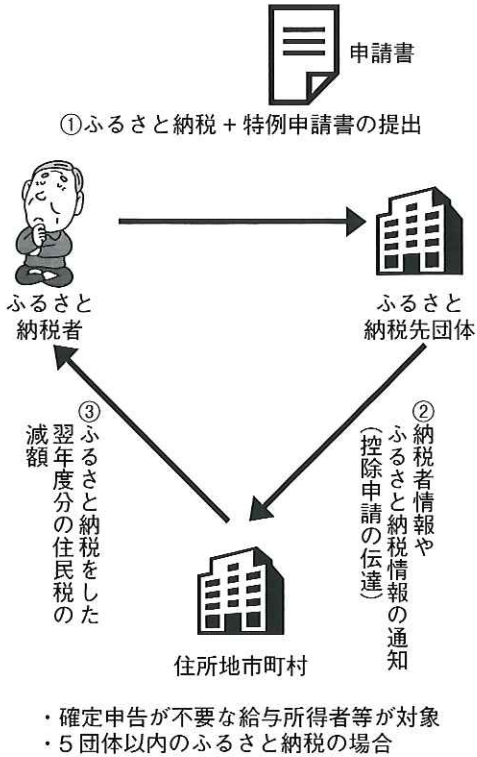 申請書
①ふるさと納税+特例申請書の提出
ふるさと
納税者
ふるさと
納税先団体
②納税者情報や
ふるさと納税情報の通知
(控除申請の伝達)
③ふるさと納税をした
翌年度分の住民税の
減額
住所地市町村
・確定申告が不要な給与所得者等が対象
・5団体以内のふるさと納税の場合